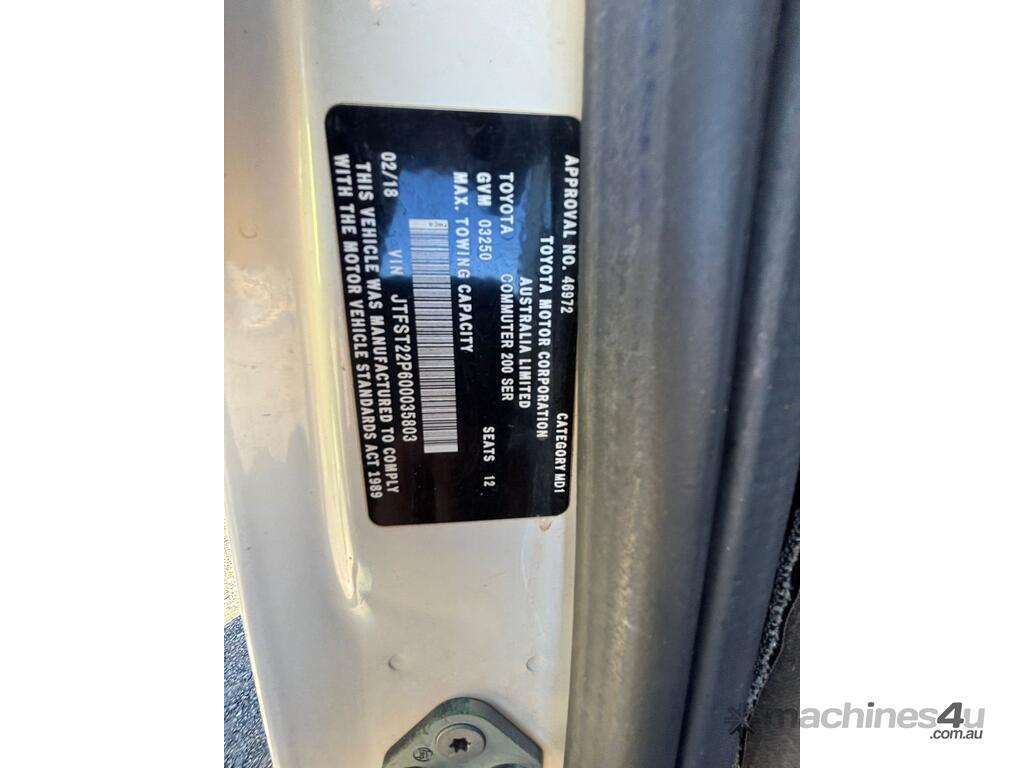 APPROVAL NO. 46972 CATEGORY MD1
TOYOTA MOTOR CORPORATION
AUSTRALIA LIMITED
TOYOTA COMMUTER 200 SER
GVM 03250 SEATS 12
MAX. TOWING CAPACITY
02/18 VIN JTFST22P600035803
THIS VEHICLE WAS MANUFACTURED TO COMPLY
WITH THE MOTOR VEHICLE STANDARDS ACT 1989
machines4u
.com.au